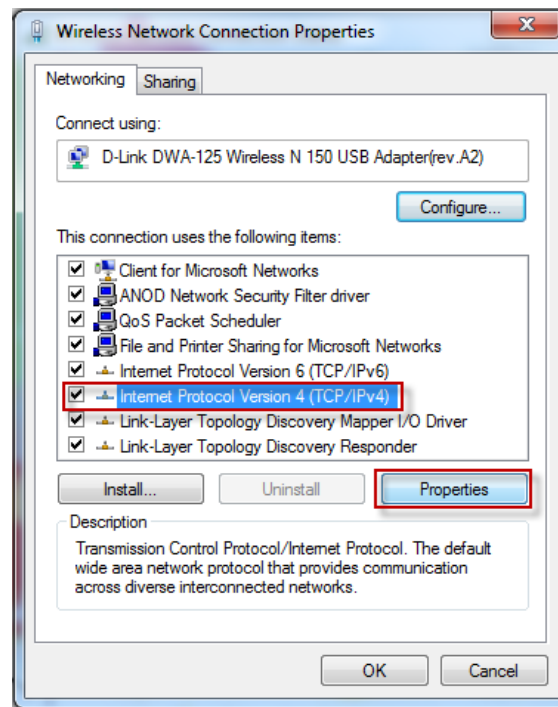 Wireless Network Connection Properties
Networking
Sharing
Connect using:
D-Link DWA-125 Wireless N 150 USB Adapter(rev.A2)
Configure...
This connection uses the following items:
Client for Microsoft Networks
ANOD Network Security Filter driver
QoS Packet Scheduler
File and Printer Sharing for Microsoft Networks
Internet Protocol Version 6 (TCP/IPv6)
Internet Protocol Version 4 (TCP/IPv4)
Link-Layer Topology Discovery Mapper I/O Driver
Link-Layer Topology Discovery Responder
Install...
Uninstall
Properties
Description
Transmission Control Protocol/Internet Protocol. The default
wide area network protocol that provides communication
across diverse interconnected networks.
OK
Cancel